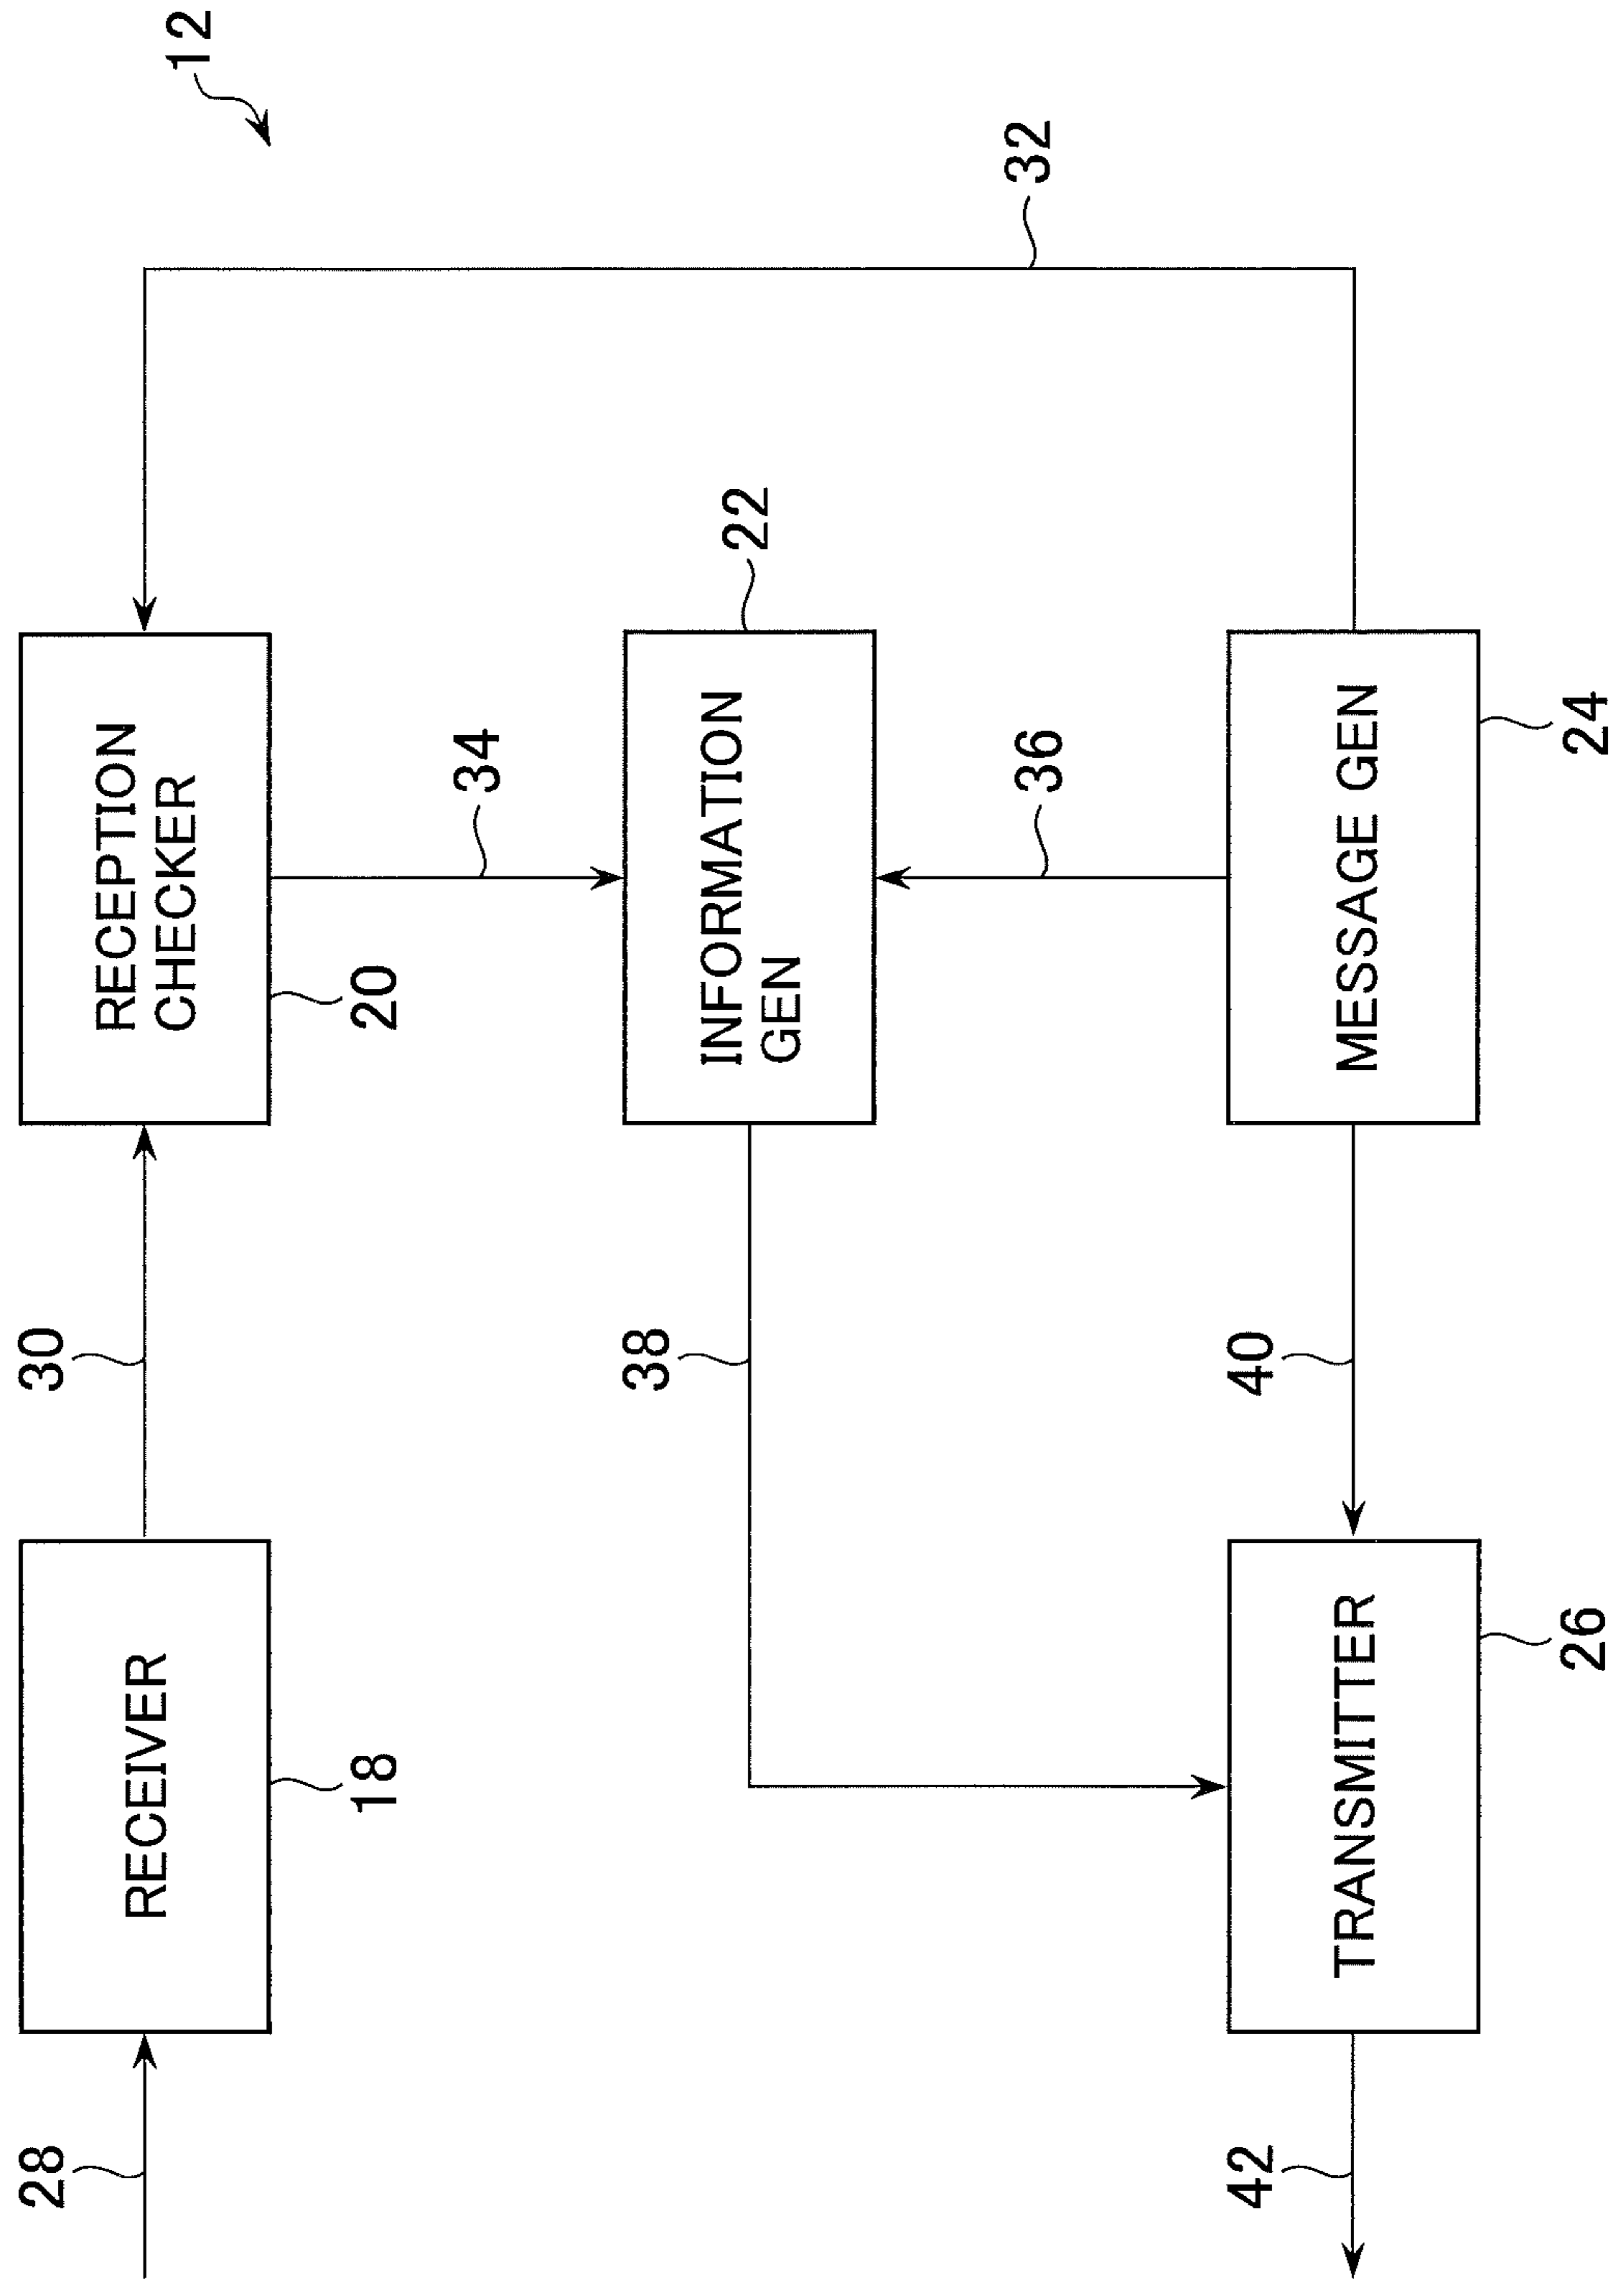 12
28
RECEIVER
18
30
RECEPTION
CHECKER
20
34
38
INFORMATION
GEN
22
32
36
42
TRANSMITTER
26
40
MESSAGE GEN
24